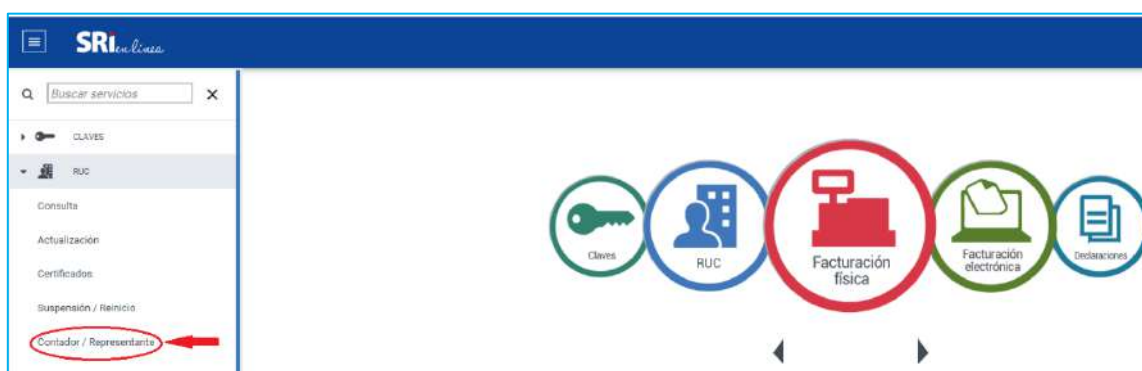 SRi en línea
Buscar servicios
CLAVES
RUC
Consulta
Actualización
Certificados
Suspensión / Reinicio
Contador / Representante
Claves
RUC
Facturación
física
Facturación
electrónica
Declaraciones